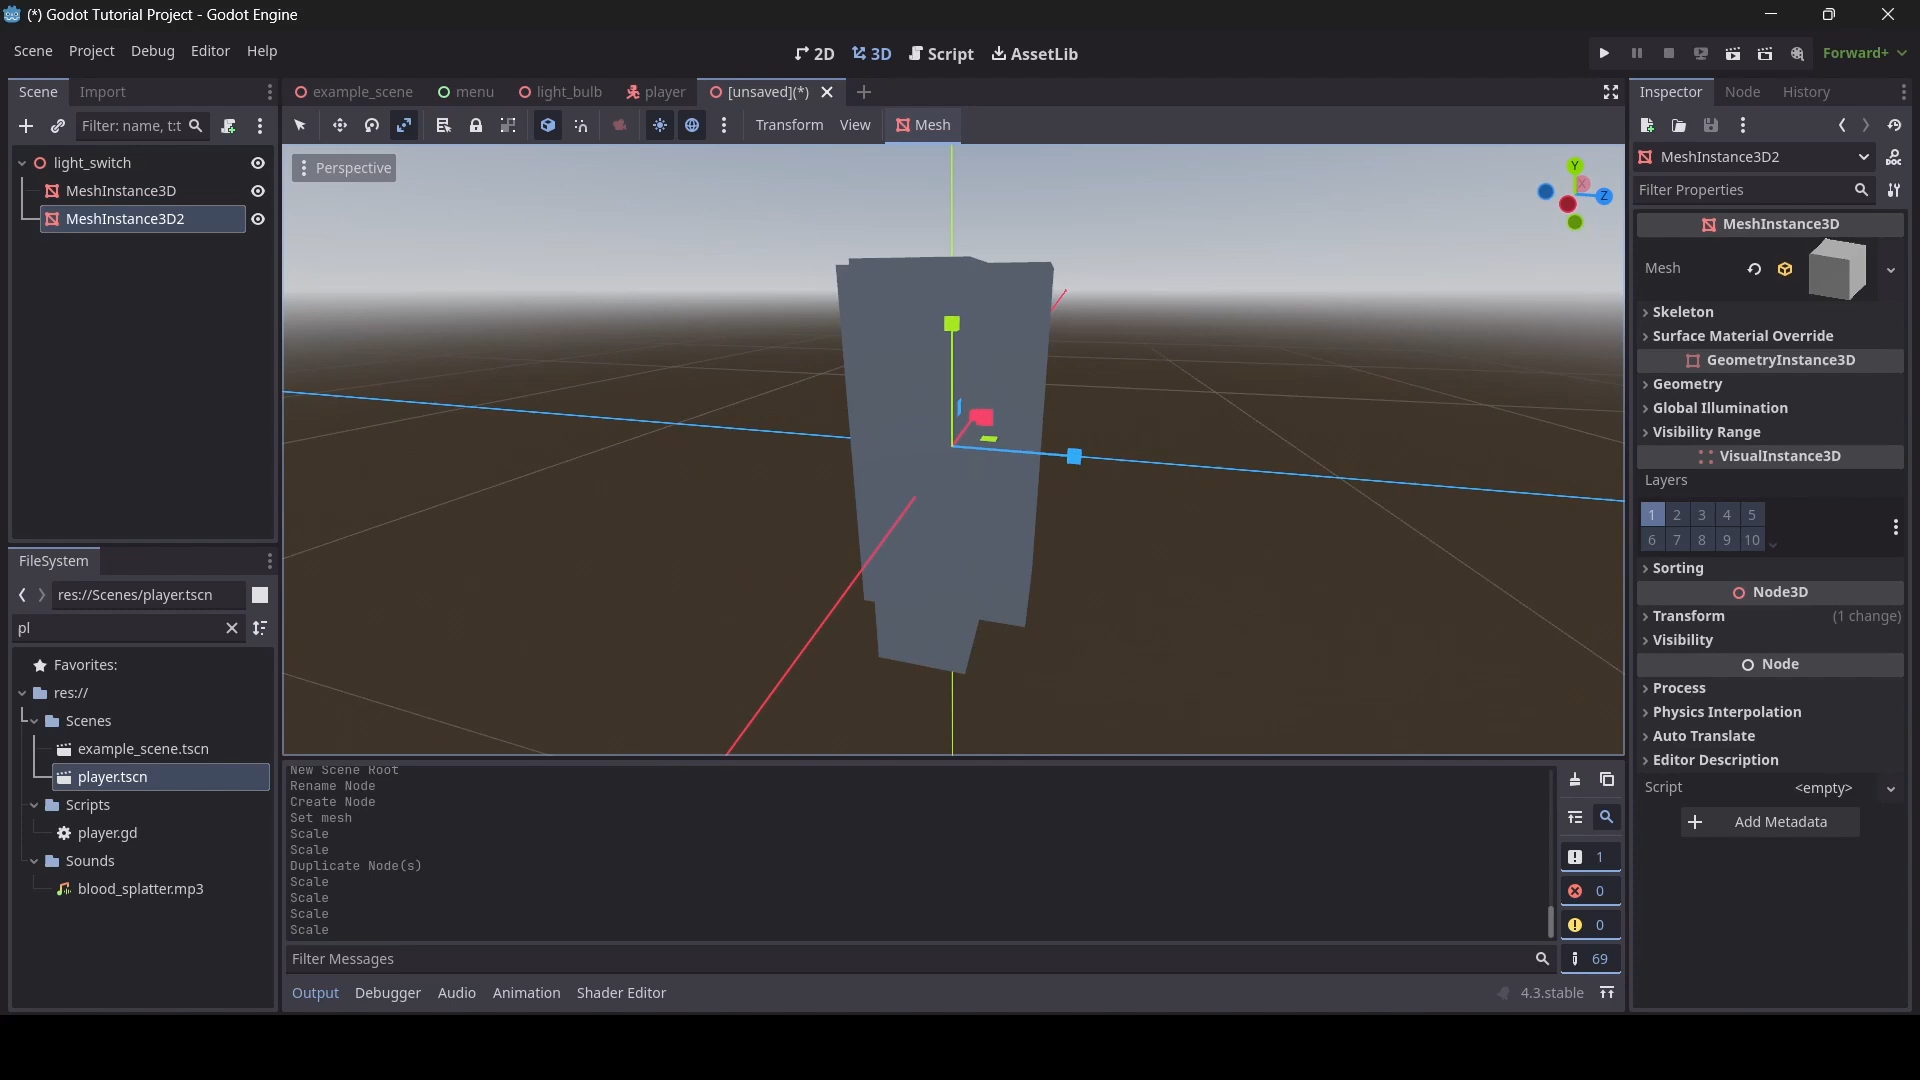 (*) Godot Tutorial Project - Godot Engine
Scene Project Debug Editor Help
2D 3D Script AssetLib
Forward+
Scene Import
example_scene menu light_bulb player [unsaved](*)
Inspector Node History
Filter: name, t:t
Transform View Mesh
light_switch
MeshInstance3D
MeshInstance3D2
Perspective
Y
X
Z
MeshInstance3D2
Filter Properties
MeshInstance3D
Mesh
Skeleton
Surface Material Override
GeometryInstance3D
Geometry
Global Illumination
Visibility Range
VisualInstance3D
Layers
1 2 3 4 5
6 7 8 9 10
Sorting
Node3D
Transform (1 change)
Visibility
Node
Process
Physics Interpolation
Auto Translate
Editor Description
Script <empty>
Add Metadata
FileSystem
res://Scenes/player.tscn
pl
Favorites:
res://
Scenes
example_scene.tscn
player.tscn
Scripts
player.gd
Sounds
blood_splatter.mp3
New Scene Root
Rename Node
Create Node
Set mesh
Scale
Scale
Duplicate Node(s)
Scale
Scale
Scale
Scale
1
0
0
69
Filter Messages
Output Debugger Audio Animation Shader Editor
4.3.stable